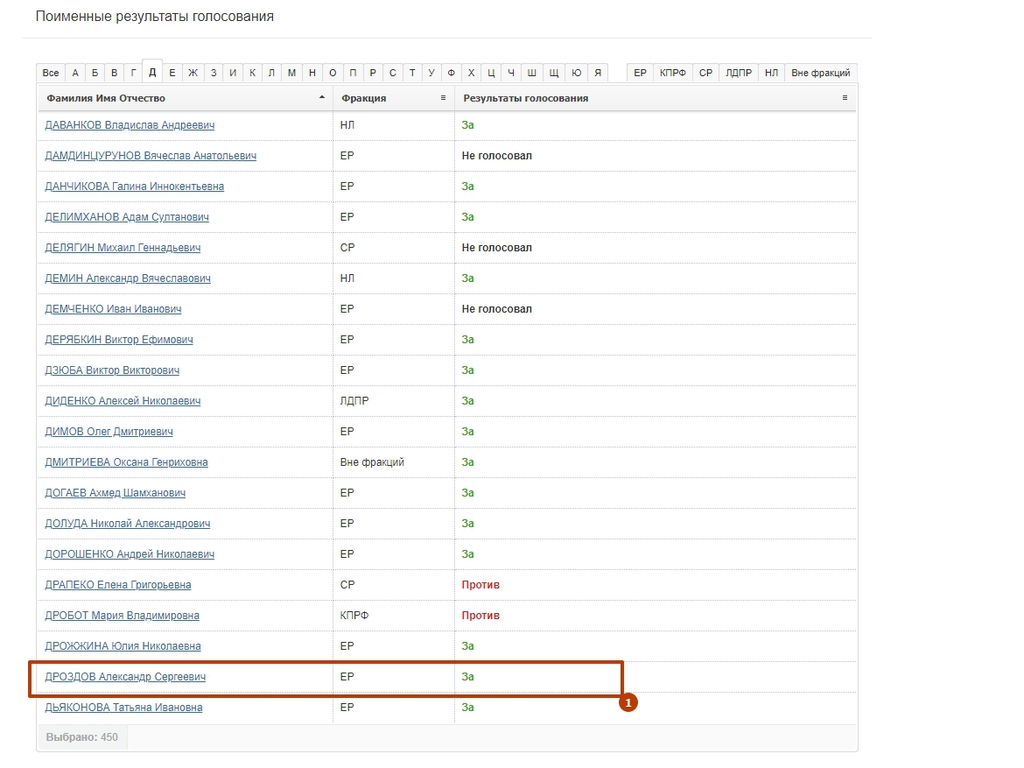 Поименные результаты голосования
Все А Б В Г Д Е Ж З И К Л М Н О П Р С Т У Ф Х Ц Ч Ш Щ Ю Я ЕР КПРФ СР ЛДПР НЛ Вне фракций
Фамилия Имя Отчество Фракция Результаты голосования
ДАВАНКОВ Владислав Андреевич НЛ За
ДАМДИНЦУРУНОВ Вячеслав Анатольевич ЕР Не голосовал
ДАНЧИКОВА Галина Иннокентьевна ЕР За
ДЕЛИМХАНОВ Адам Султанович ЕР За
ДЕЛЯГИН Михаил Геннадьевич СР Не голосовал
ДЕМИН Александр Вячеславович НЛ За
ДЕМЧЕНКО Иван Иванович ЕР Не голосовал
ДЕРЯБКИН Виктор Ефимович ЕР За
ДЗЮБА Виктор Викторович ЕР За
ДИДЕНКО Алексей Николаевич ЛДПР За
ДИМОВ Олег Дмитриевич ЕР За
ДМИТРИЕВА Оксана Генриховна Вне фракций За
ДОГАЕВ Ахмед Шамханович ЕР За
ДОЛУДА Николай Александрович ЕР За
ДОРОШЕНКО Андрей Николаевич ЕР За
ДРАПЕКО Елена Григорьевна СР Против
ДРОБОТ Мария Владимировна КПРФ Против
ДРОЖЖИНА Юлия Николаевна ЕР За
ДРОЗДОВ Александр Сергеевич ЕР За
1
ДЬЯКОНОВА Татьяна Ивановна ЕР За
Выбрано: 450